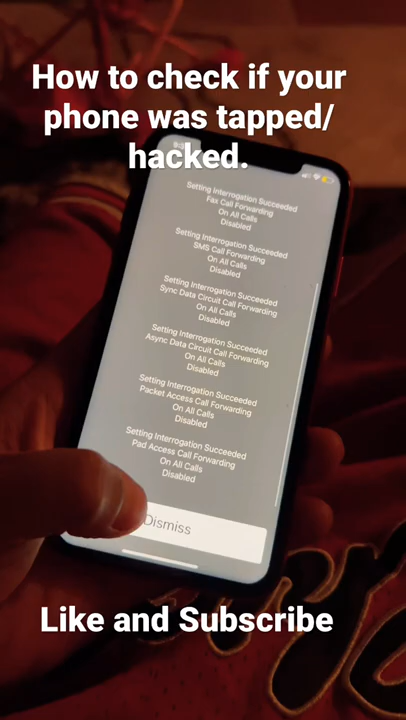 How to check if your
phone was tapped/
hacked.
Setting Interrogation Succeeded
Fax Call Forwarding
On All Calls
Disabled
Setting Interrogation Succeeded
SMS Call Forwarding
On All Calls
Disabled
Setting Interrogation Succeeded
Sync Data Circuit Call Forwarding
On All Calls
Disabled
Setting Interrogation Succeeded
Async Data Circuit Call Forwarding
On All Calls
Disabled
Setting Interrogation Succeeded
Packet Access Call Forwarding
On All Calls
Disabled
Setting Interrogation Succeeded
Pad Access Call Forwarding
On All Calls
Disabled
Dismiss
Like and Subscribe